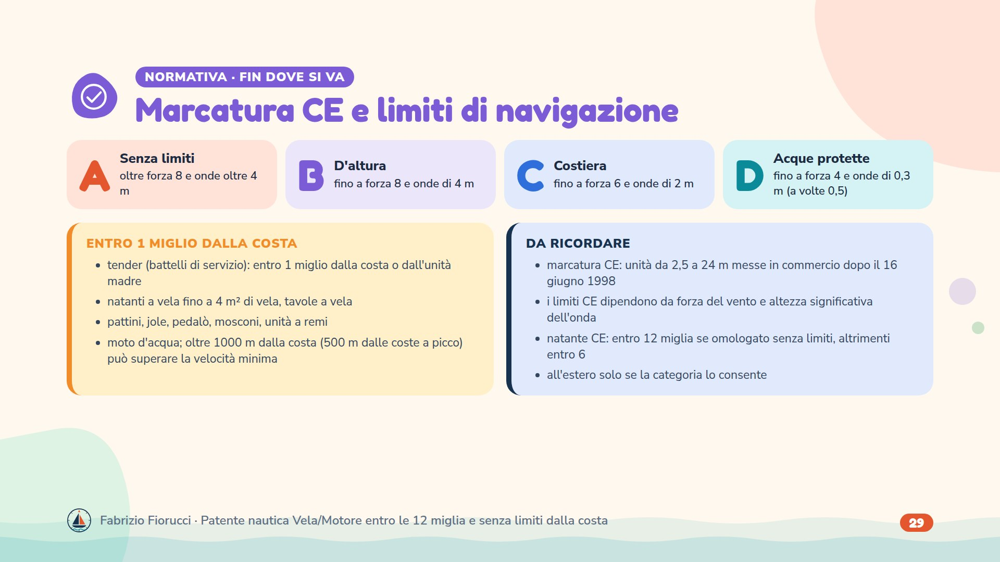 NORMATIVA · FIN DOVE SI VA
Marcatura CE e limiti di navigazione
A
Senza limiti
oltre forza 8 e onde oltre 4
m
B
D'altura
fino a forza 8 e onde di 4 m
C
Costiera
fino a forza 6 e onde di 2 m
D
Acque protette
fino a forza 4 e onde di 0,3
m (a volte 0,5)
ENTRO 1 MIGLIO DALLA COSTA
• tender (battelli di servizio): entro 1 miglio dalla costa o dall'unità
madre
• natanti a vela fino a 4 m² di vela, tavole a vela
• pattini, jole, pedalò, mosconi, unità a remi
• moto d'acqua; oltre 1000 m dalla costa (500 m dalle coste a picco)
può superare la velocità minima
DA RICORDARE
• marcatura CE: unità da 2,5 a 24 m messe in commercio dopo il 16
giugno 1998
• i limiti CE dipendono da forza del vento e altezza significativa
dell'onda
• natante CE: entro 12 miglia se omologato senza limiti, altrimenti
entro 6
• all'estero solo se la categoria lo consente
Fabrizio Fiorucci · Patente nautica Vela/Motore entro le 12 miglia e senza limiti dalla costa
29